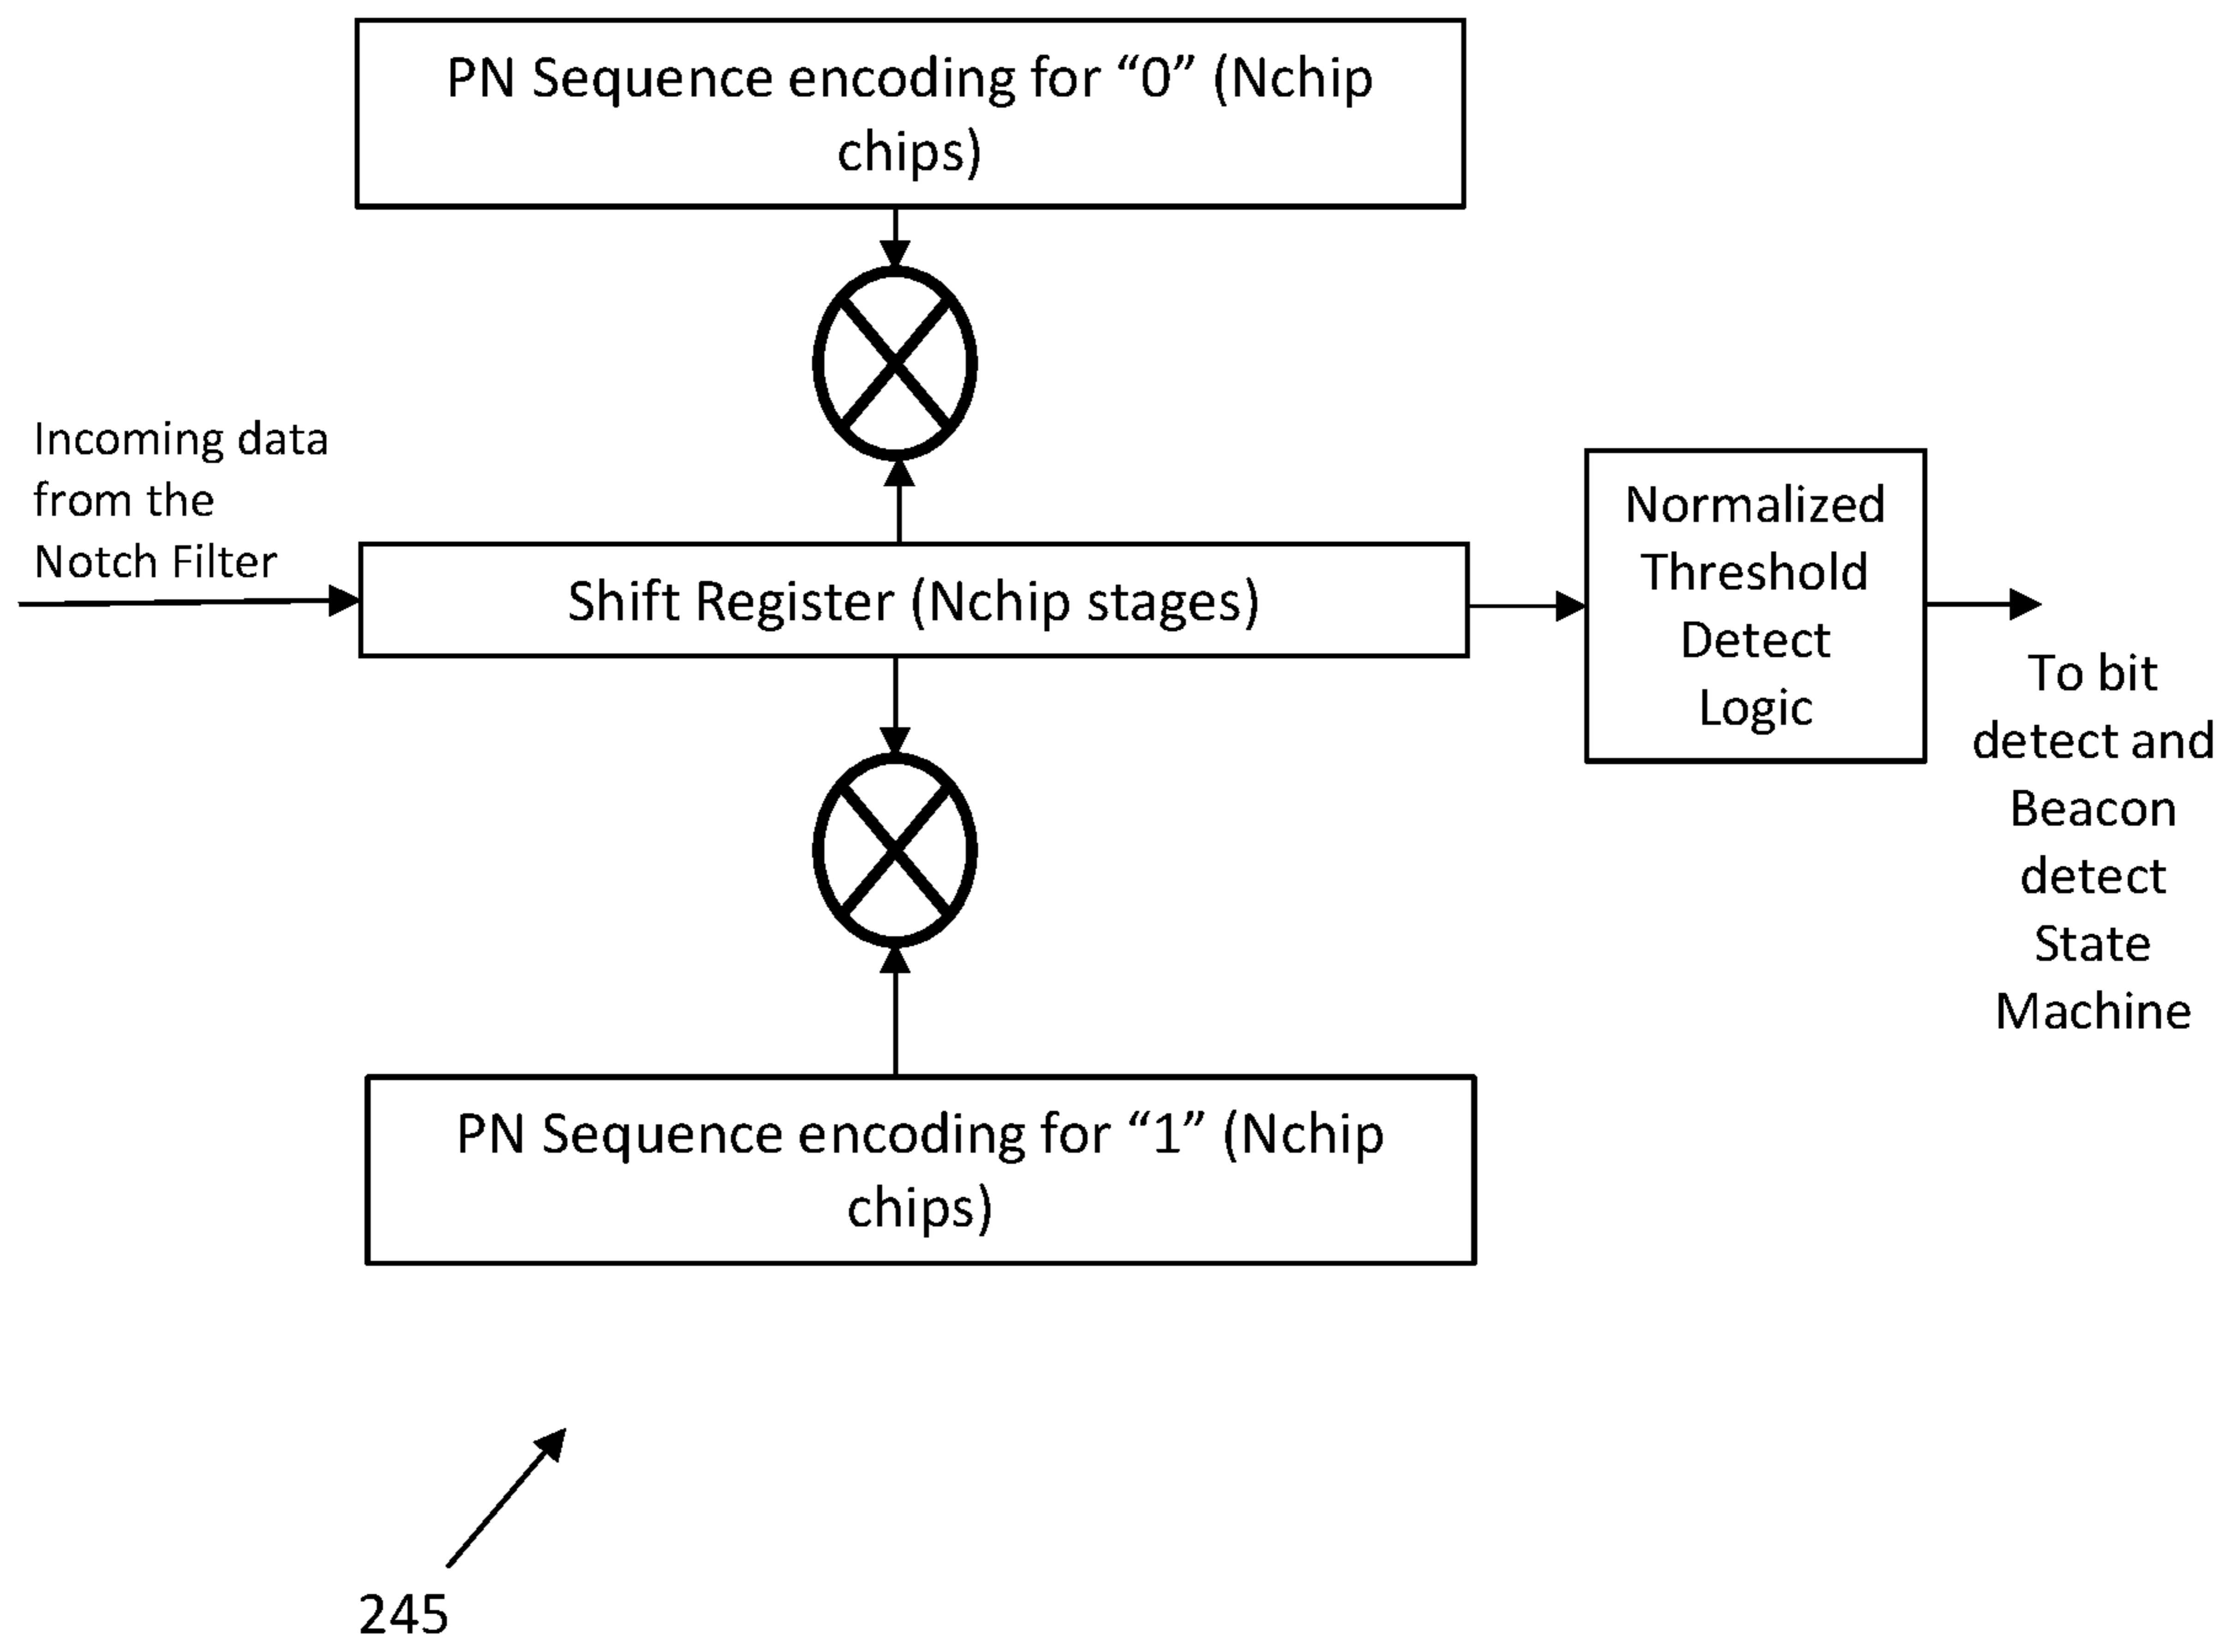 PN Sequence encoding for “0” (Nchip
chips)
Incoming data
from the
Notch Filter
Shift Register (Nchip stages)
Normalized
Threshold
Detect
Logic
To bit
detect and
Beacon
detect
State
Machine
PN Sequence encoding for “1” (Nchip
chips)
245